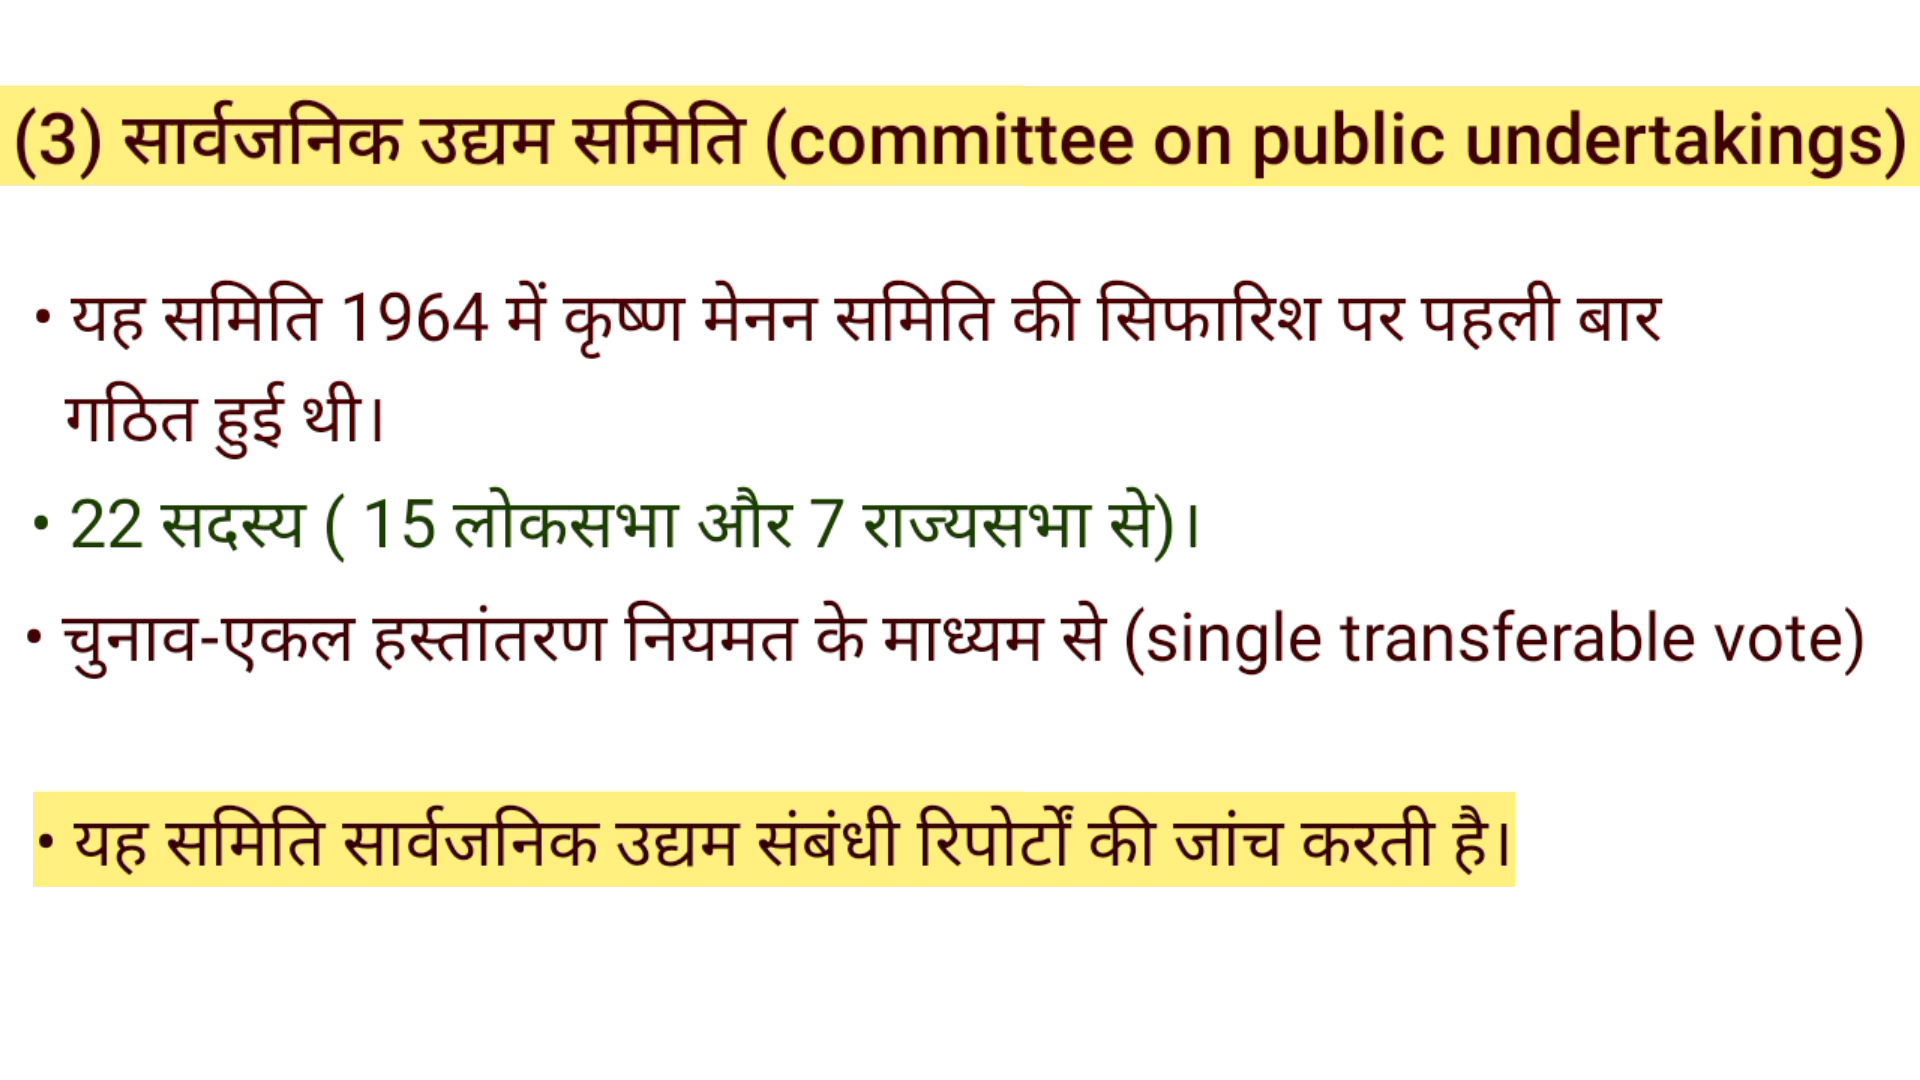 (3) सार्वजनिक उद्यम समिति (committee on public undertakings)
• यह समिति 1964 में कृष्ण मेनन समिति की सिफारिश पर पहली बार
गठित हुई थी।
• 22 सदस्य ( 15 लोकसभा और 7 राज्यसभा से)।
• चुनाव-एकल हस्तांतरण नियमत के माध्यम से (single transferable vote)
• यह समिति सार्वजनिक उद्यम संबंधी रिपोर्टों की जांच करती है।